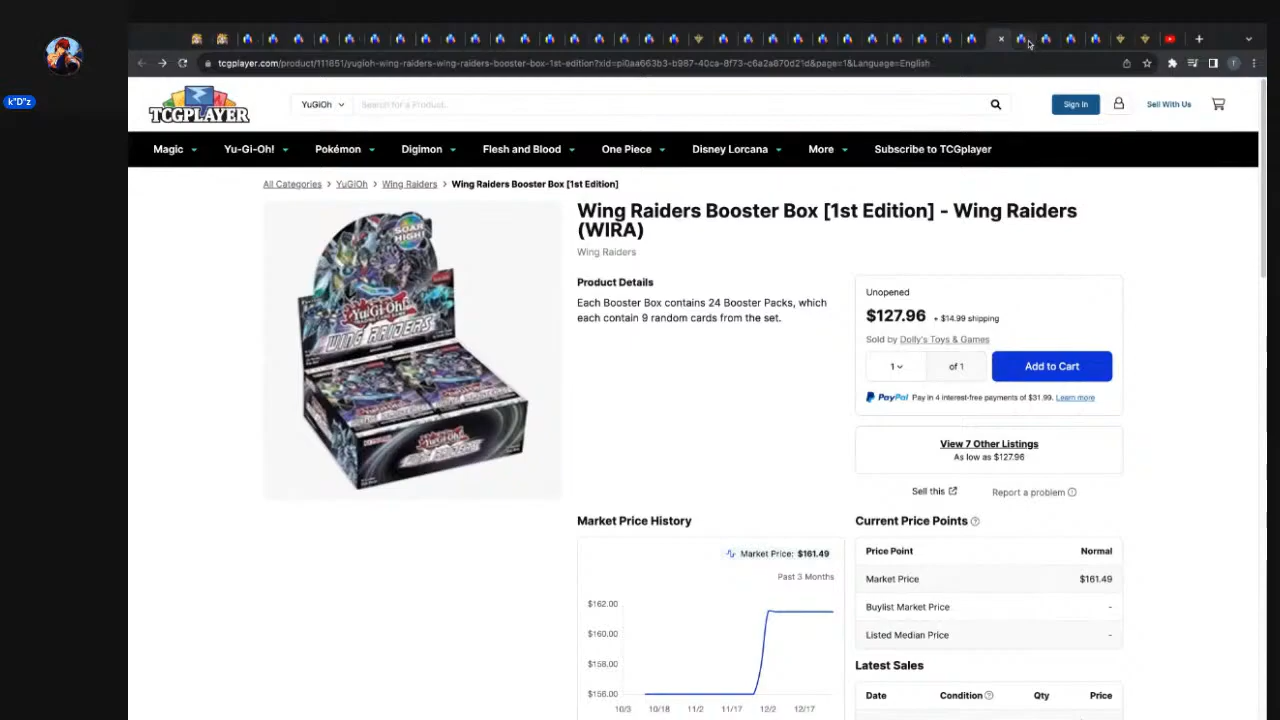 k"D"z
tcgplayer.com/product/111651/yugioh-wing-raiders-wing-raiders-booster-box-1st-edition?xid=pi0aa663b3-b987-40ca-8f73-c6a2a870d21d&page=1&Language=English
TCGPLAYER
YuGiOh
Search for a Product...
Sign In
Sell With Us
Magic
Yu-Gi-Oh!
Pokémon
Digimon
Flesh and Blood
One Piece
Disney Lorcana
More
Subscribe to TCGplayer
All Categories > YuGiOh > Wing Raiders > Wing Raiders Booster Box [1st Edition]
SOAR HIGH!
Yu-Gi-Oh!
WING RAIDERS
Wing Raiders Booster Box [1st Edition] - Wing Raiders
(WIRA)
Wing Raiders
Product Details
Each Booster Box contains 24 Booster Packs, which
each contain 9 random cards from the set.
Unopened
$127.96 + $14.99 shipping
Sold by Dolly's Toys & Games
1
of 1
Add to Cart
PayPal Pay in 4 interest-free payments of $31.99. Learn more
View 7 Other Listings
As low as $127.96
Sell this
Report a problem
Market Price History
Market Price: $161.49
Past 3 Months
$162.00
$160.00
$158.00
$156.00
10/3 10/18 11/2 11/17 12/2 12/17
Current Price Points
Price Point Normal
Market Price $161.49
Buylist Market Price -
Listed Median Price -
Latest Sales
Date Condition Qty Price